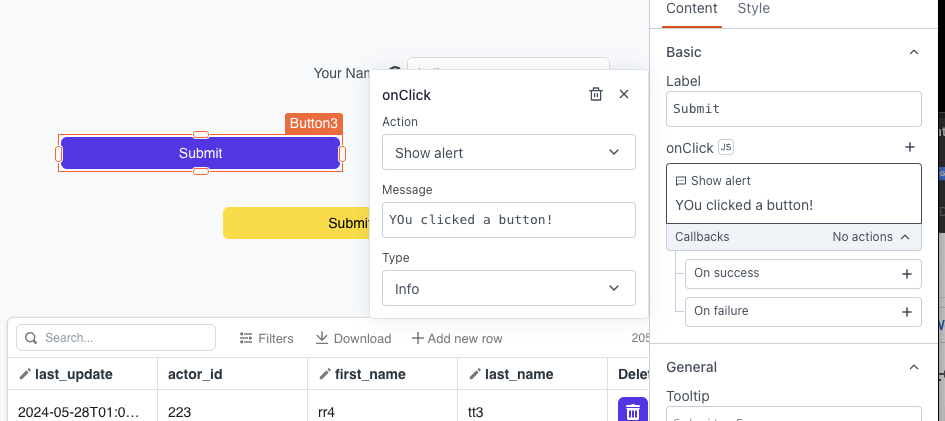 Content Style
Your Nam
Basic
Label
Submit
onClick JS
Show alert
YOu clicked a button!
Callbacks No actions
On success
On failure
General
Tooltip
Button3
Submit
Submi
onClick
Action
Show alert
Message
YOu clicked a button!
Type
Info
Search... Filters Download Add new row 205
last_update actor_id first_name last_name Delet
2024-05-28T01:0... 223 rr4 tt3